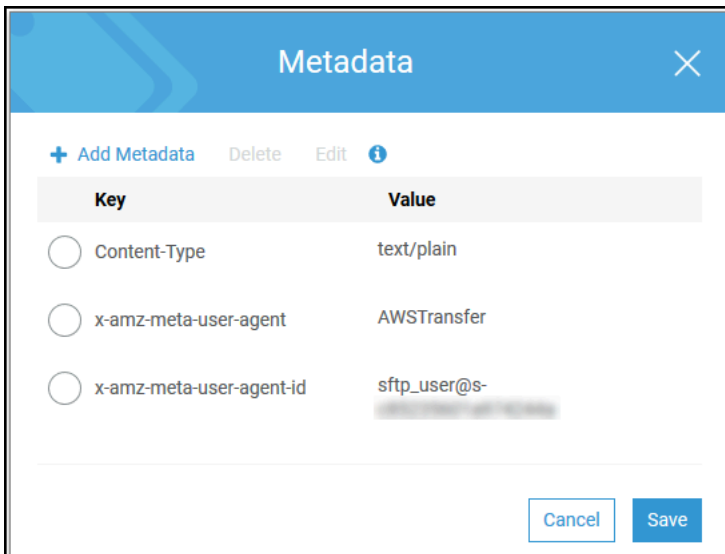 Metadata
Add Metadata Delete Edit
Key Value
Content-Type text/plain
x-amz-meta-user-agent AWSTransfer
x-amz-meta-user-agent-id sftp_user@s-
Cancel Save